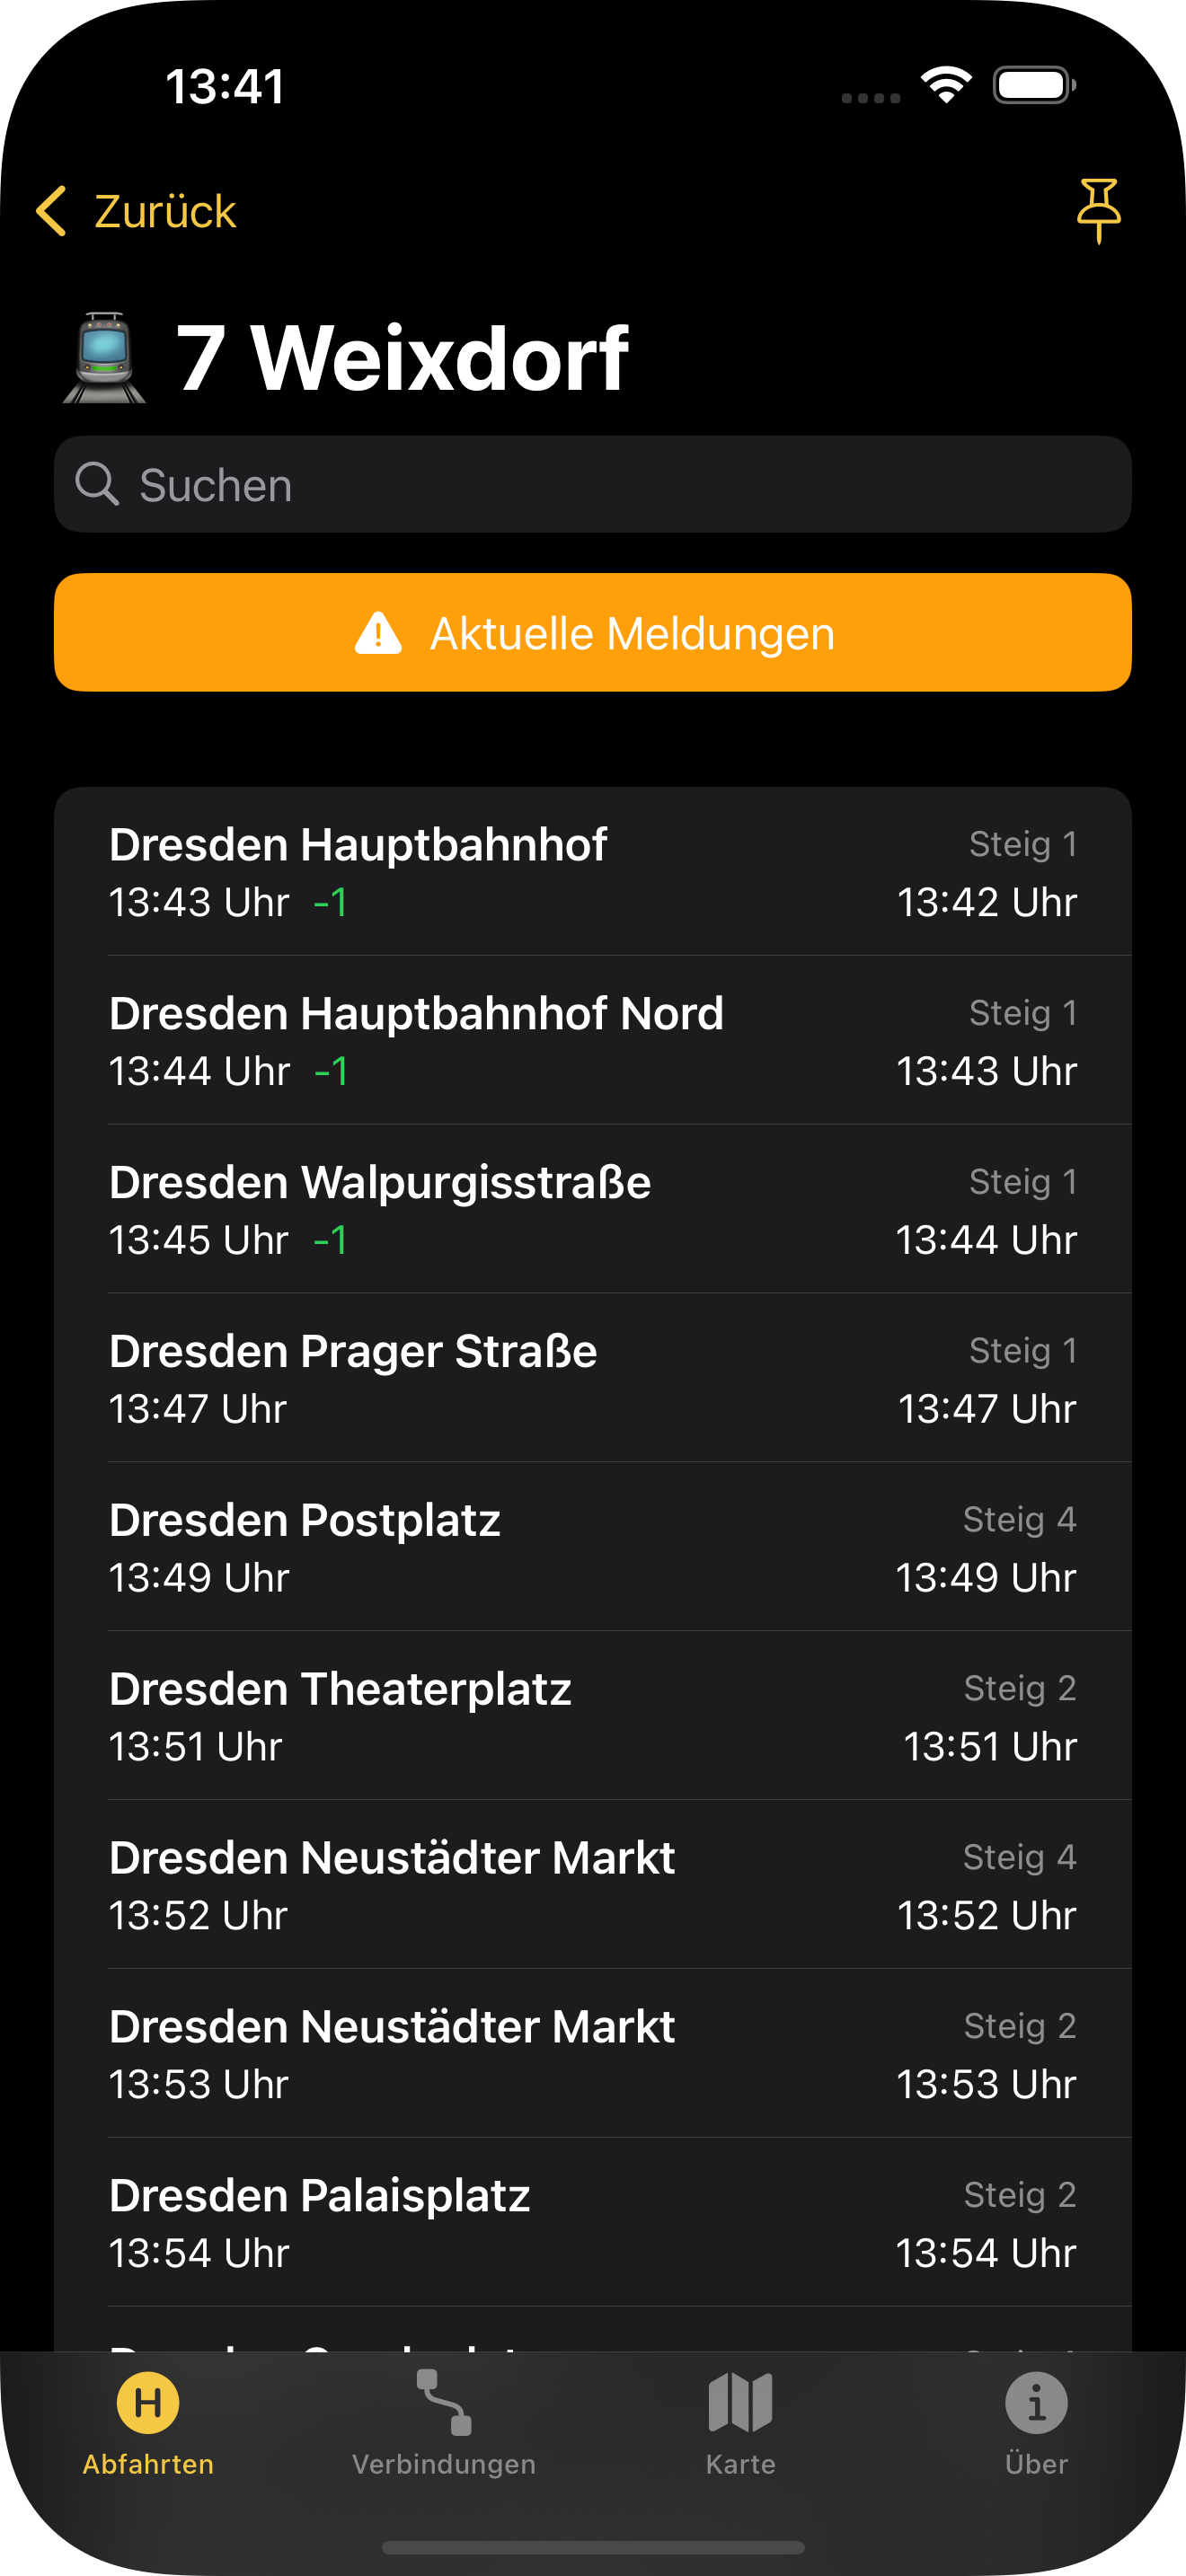 13:41
Zurück
7 Weixdorf
Suchen
Aktuelle Meldungen
Dresden Hauptbahnhof Steig 1
13:43 Uhr -1 13:42 Uhr
Dresden Hauptbahnhof Nord Steig 1
13:44 Uhr -1 13:43 Uhr
Dresden Walpurgisstraße Steig 1
13:45 Uhr -1 13:44 Uhr
Dresden Prager Straße Steig 1
13:47 Uhr 13:47 Uhr
Dresden Postplatz Steig 4
13:49 Uhr 13:49 Uhr
Dresden Theaterplatz Steig 2
13:51 Uhr 13:51 Uhr
Dresden Neustädter Markt Steig 4
13:52 Uhr 13:52 Uhr
Dresden Neustädter Markt Steig 2
13:53 Uhr 13:53 Uhr
Dresden Palaisplatz Steig 2
13:54 Uhr 13:54 Uhr
H
Abfahrten Verbindungen Karte Über